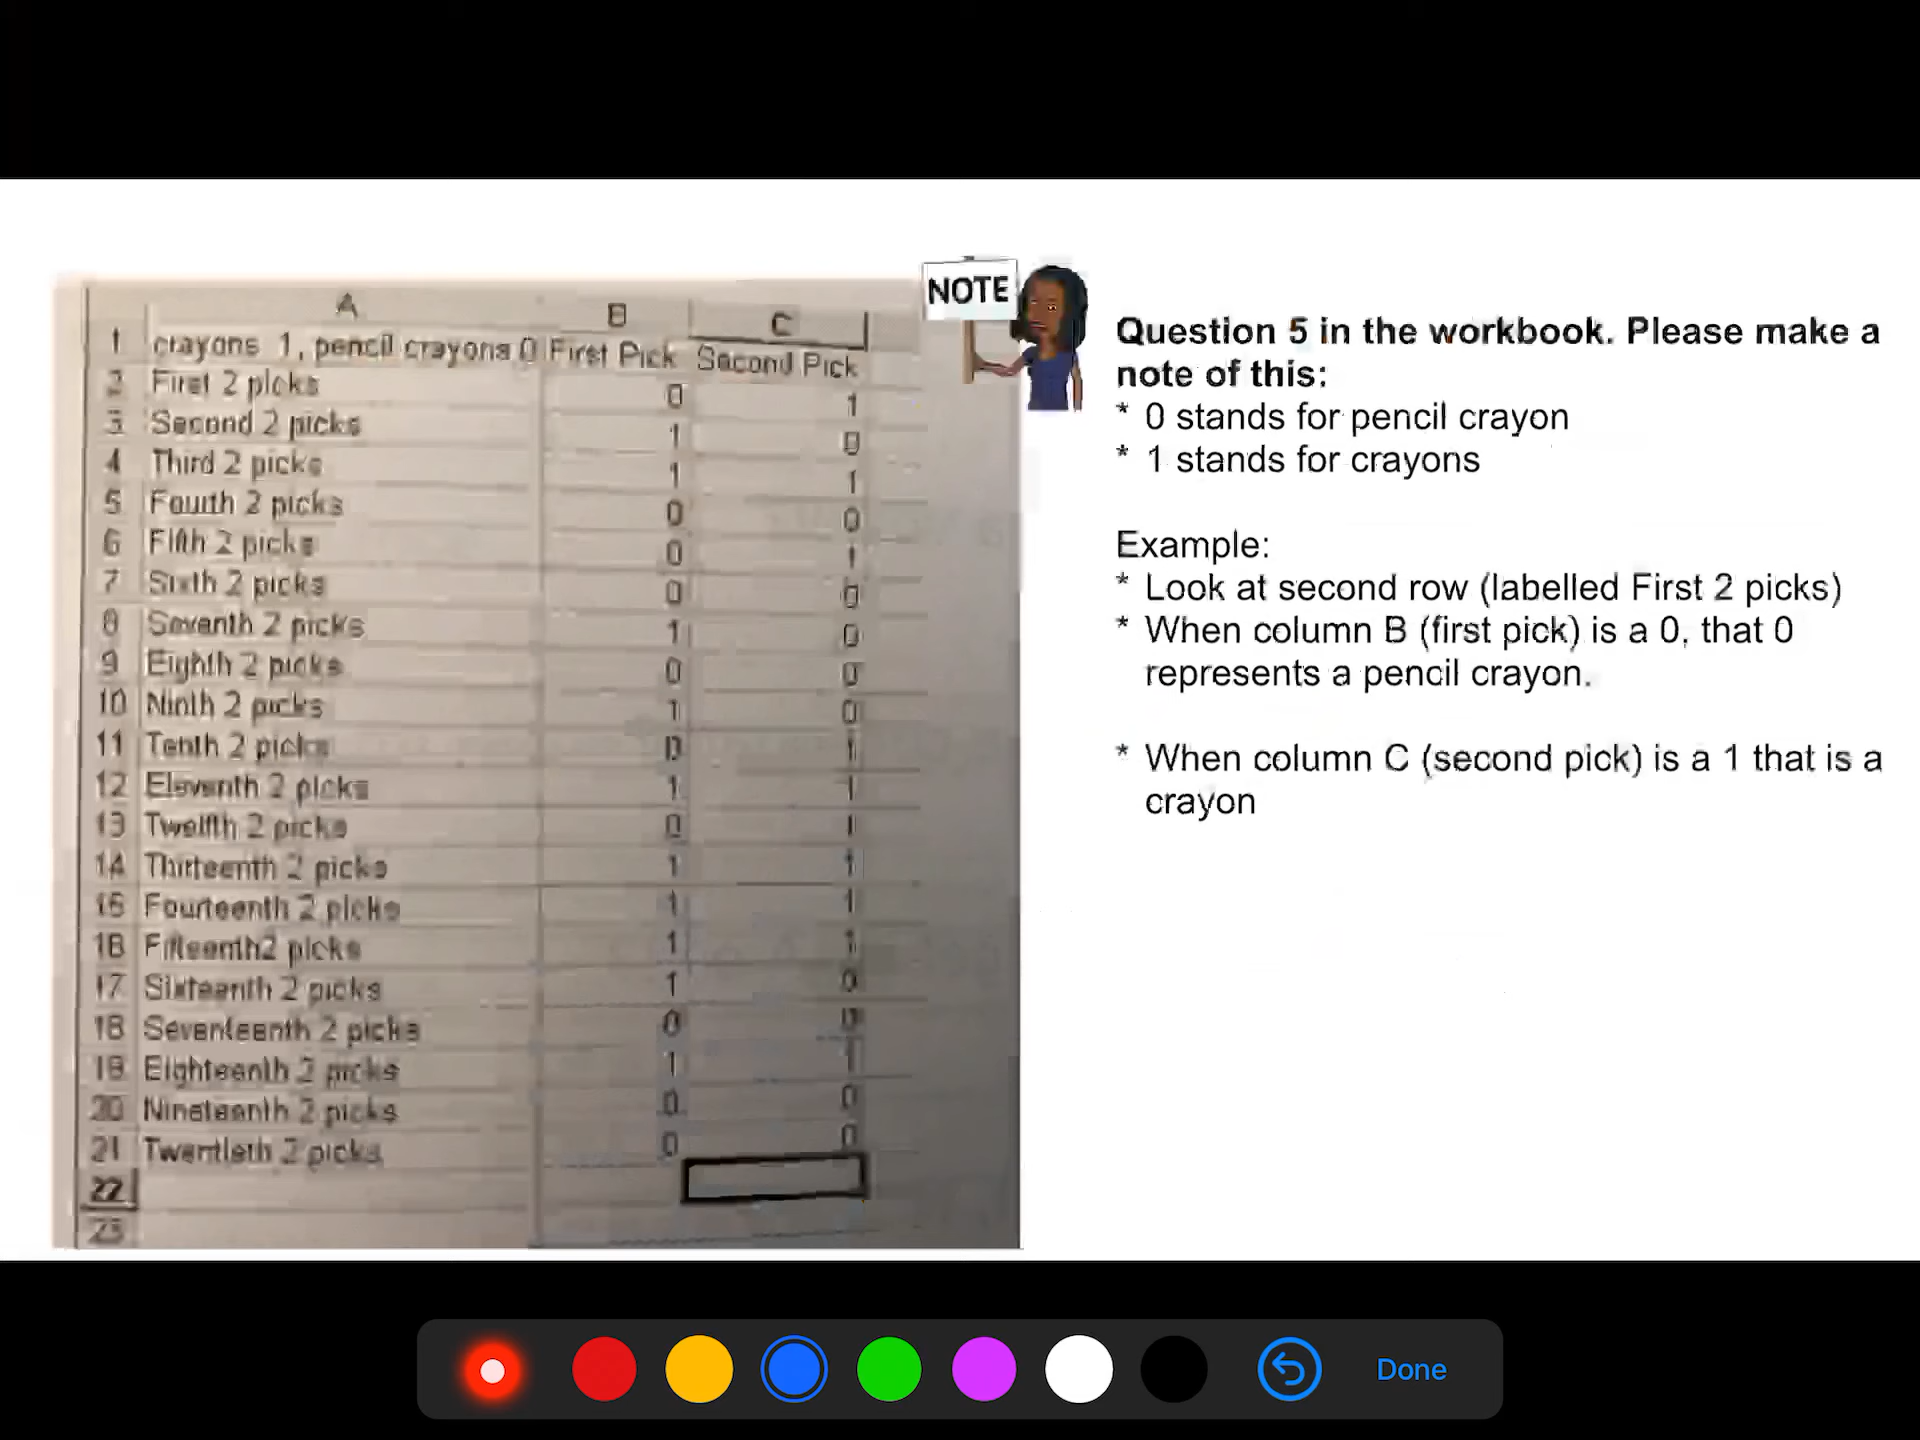 A B C
1 crayons 1, pencil crayons 0 First Pick Second Pick
2 First 2 picks 0 1
3 Second 2 picks 1 0
4 Third 2 picks 1 1
5 Fourth 2 picks 0 0
6 Fifth 2 picks 0 1
7 Sixth 2 picks 0 0
8 Seventh 2 picks 1 0
9 Eighth 2 picks 0 0
10 Ninth 2 picks 1 0
11 Tenth 2 picks 0 1
12 Eleventh 2 picks 1 1
13 Twelfth 2 picks 0 1
14 Thirteenth 2 picks 1 1
15 Fourteenth 2 picks 1 1
16 Fifteenth2 picks 1 1
17 Sixteenth 2 picks 1 0
18 Seventeenth 2 picks 0 0
19 Eighteenth 2 picks 1 1
20 Nineteenth 2 picks 0 0
21 Twentieth 2 picks 0 0
22
23
NOTE
Question 5 in the workbook. Please make a
note of this:
* 0 stands for pencil crayon
* 1 stands for crayons
Example:
* Look at second row (labelled First 2 picks)
* When column B (first pick) is a 0, that 0
represents a pencil crayon.
* When column C (second pick) is a 1 that is a
crayon
Done